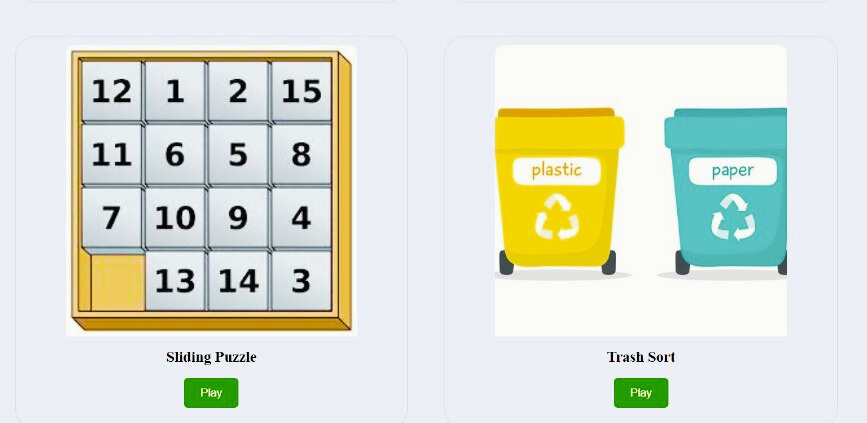 12 1 2 15
11 6 5 8
7 10 9 4
13 14 3
Sliding Puzzle
Play
plastic
paper
Trash Sort
Play